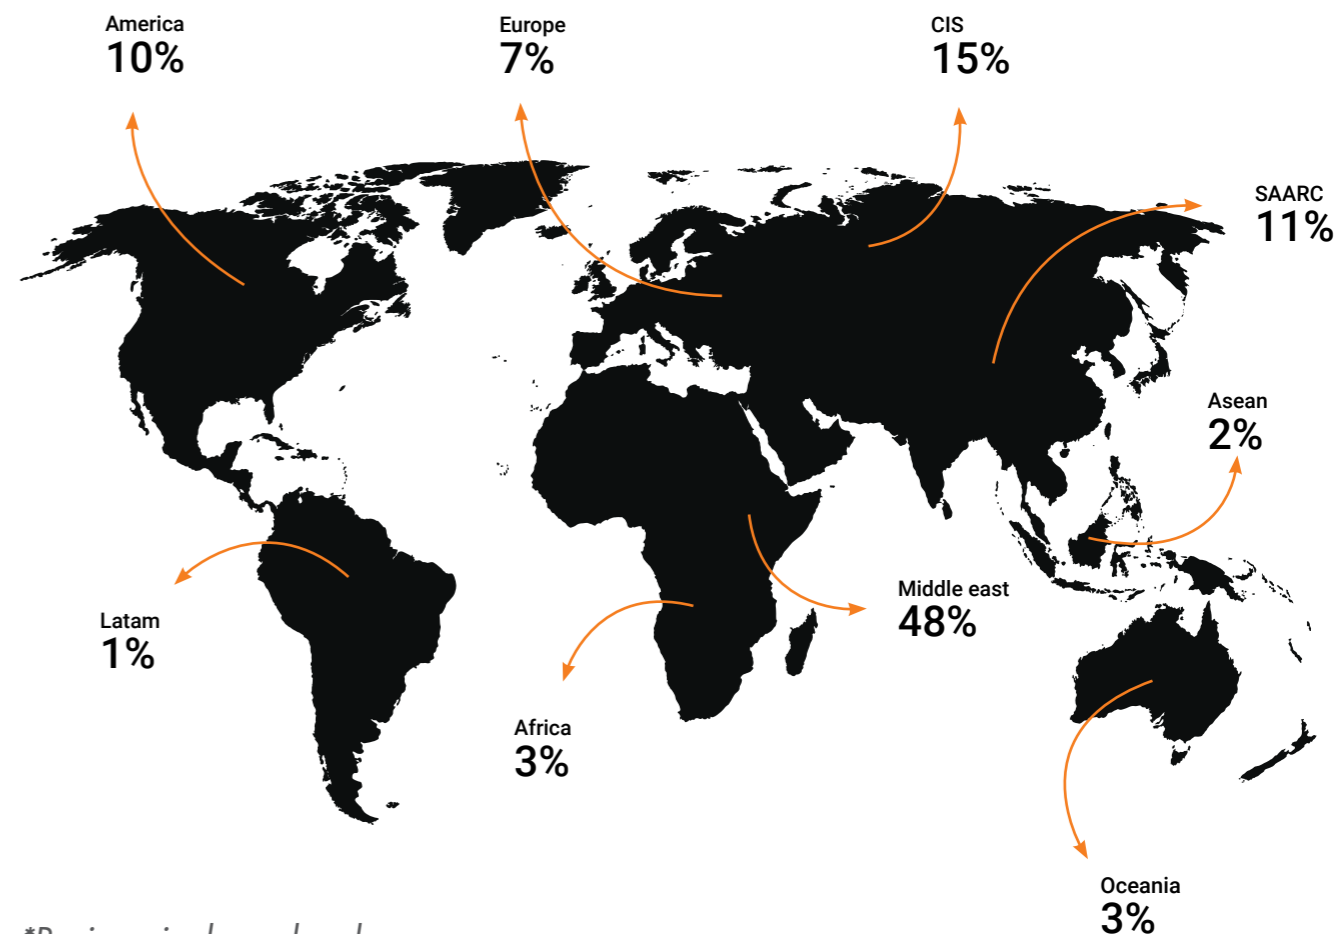 America
10%
Europe
7%
CIS
15%
SAARC
11%
Asean
2%
Middle east
48%
Latam
1%
Africa
3%
Oceania
3%